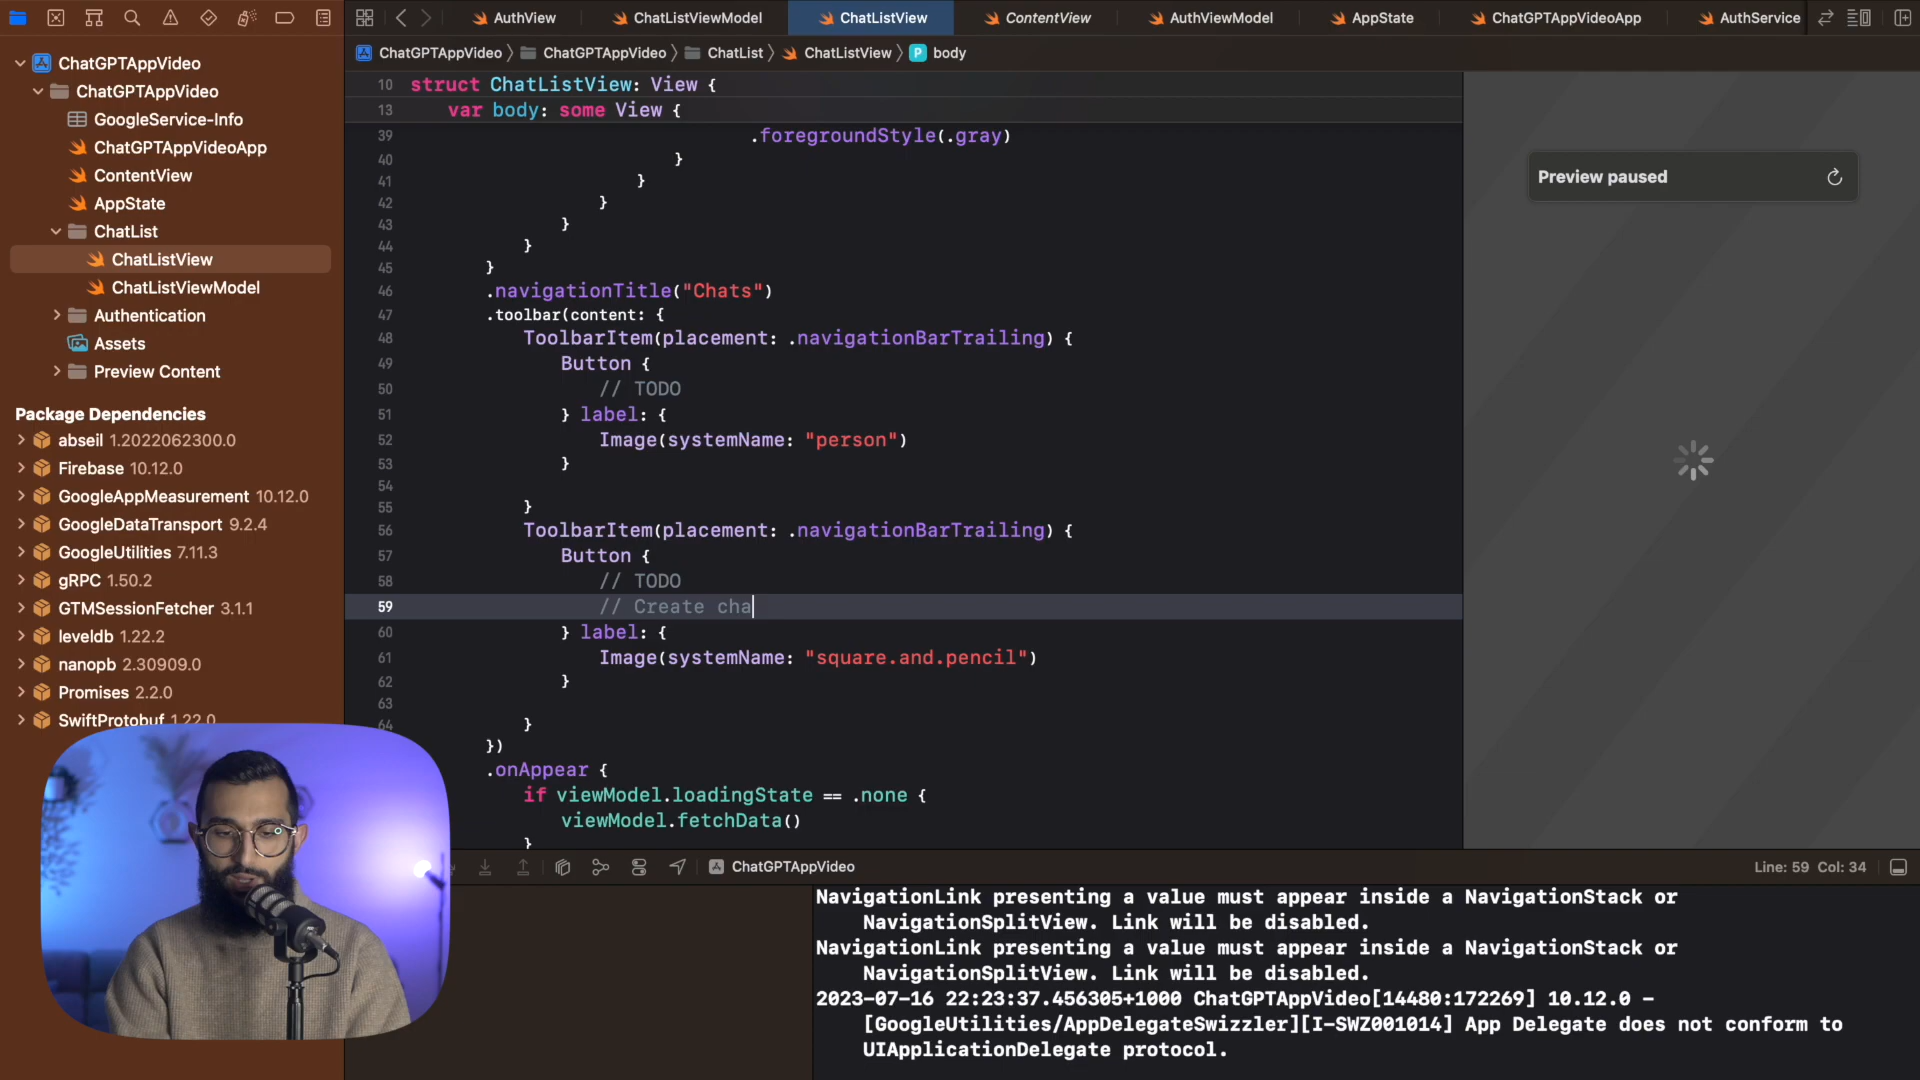 AuthView
ChatListViewModel
ChatListView
ContentView
AuthViewModel
AppState
ChatGPTAppVideoApp
AuthService
ChatGPTAppVideo
ChatGPTAppVideo
ChatList
ChatListView
P
body
ChatGPTAppVideo
ChatGPTAppVideo
GoogleService-Info
ChatGPTAppVideoApp
ContentView
AppState
ChatList
ChatListView
ChatListViewModel
Authentication
Assets
Preview Content
Package Dependencies
abseil 1.2022062300.0
Firebase 10.12.0
GoogleAppMeasurement 10.12.0
GoogleDataTransport 9.2.4
GoogleUtilities 7.11.3
gRPC 1.50.2
GTMSessionFetcher 3.1.1
leveldb 1.22.2
nanopb 2.30909.0
Promises 2.2.0
SwiftProtobuf 1.22.0
10 struct ChatListView: View {
13 var body: some View {
39 .foregroundStyle(.gray)
40 }
41 }
42 }
43 }
44 }
45 }
46 .navigationTitle("Chats")
47 .toolbar(content: {
48 ToolbarItem(placement: .navigationBarTrailing) {
49 Button {
50 // TODO
51 } label: {
52 Image(systemName: "person")
53 }
54
55 }
56 ToolbarItem(placement: .navigationBarTrailing) {
57 Button {
58 // TODO
59 // Create cha
60 } label: {
61 Image(systemName: "square.and.pencil")
62 }
63
64 }
})
.onAppear {
if viewModel.loadingState == .none {
viewModel.fetchData()
}
Preview paused
ChatGPTAppVideo
Line: 59 Col: 34
NavigationLink presenting a value must appear inside a NavigationStack or
NavigationSplitView. Link will be disabled.
NavigationLink presenting a value must appear inside a NavigationStack or
NavigationSplitView. Link will be disabled.
2023-07-16 22:23:37.456305+1000 ChatGPTAppVideo[14480:172269] 10.12.0 -
[GoogleUtilities/AppDelegateSwizzler][I-SWZ001014] App Delegate does not conform to
UIApplicationDelegate protocol.